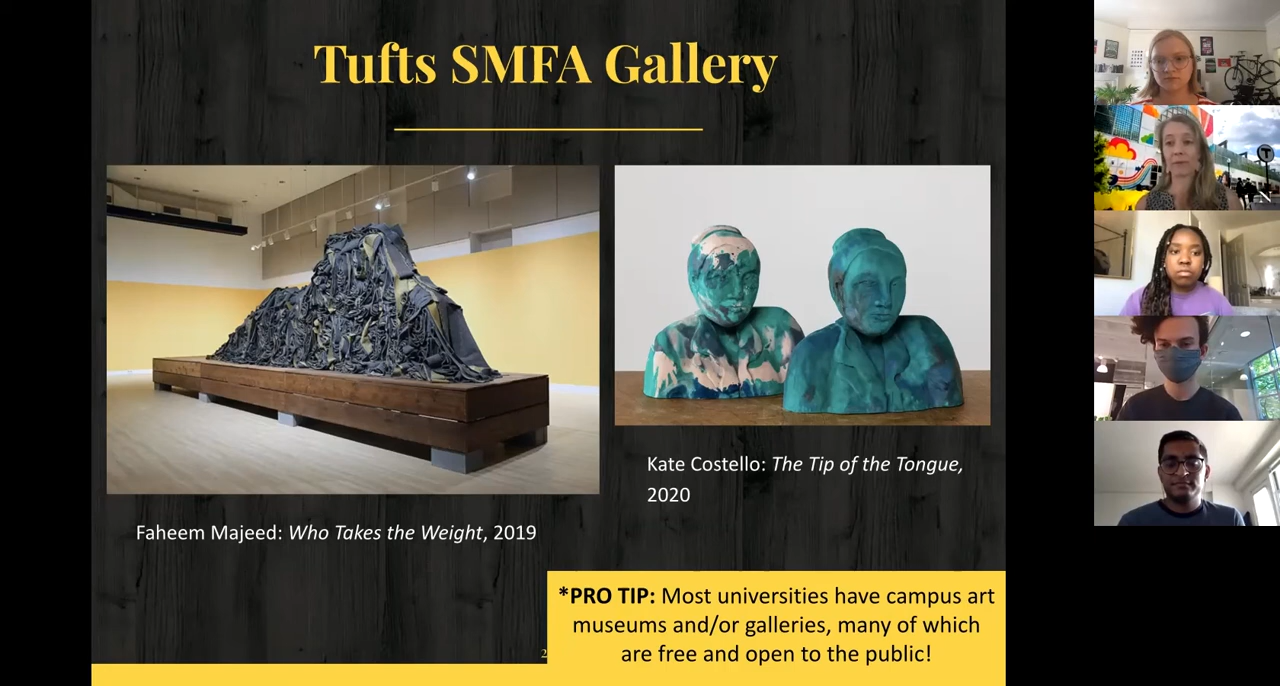 Tufts SMFA Gallery
Faheem Majeed: Who Takes the Weight, 2019
Kate Costello: The Tip of the Tongue,
2020
*PRO TIP: Most universities have campus art
museums and/or galleries, many of which
are free and open to the public!
2
T